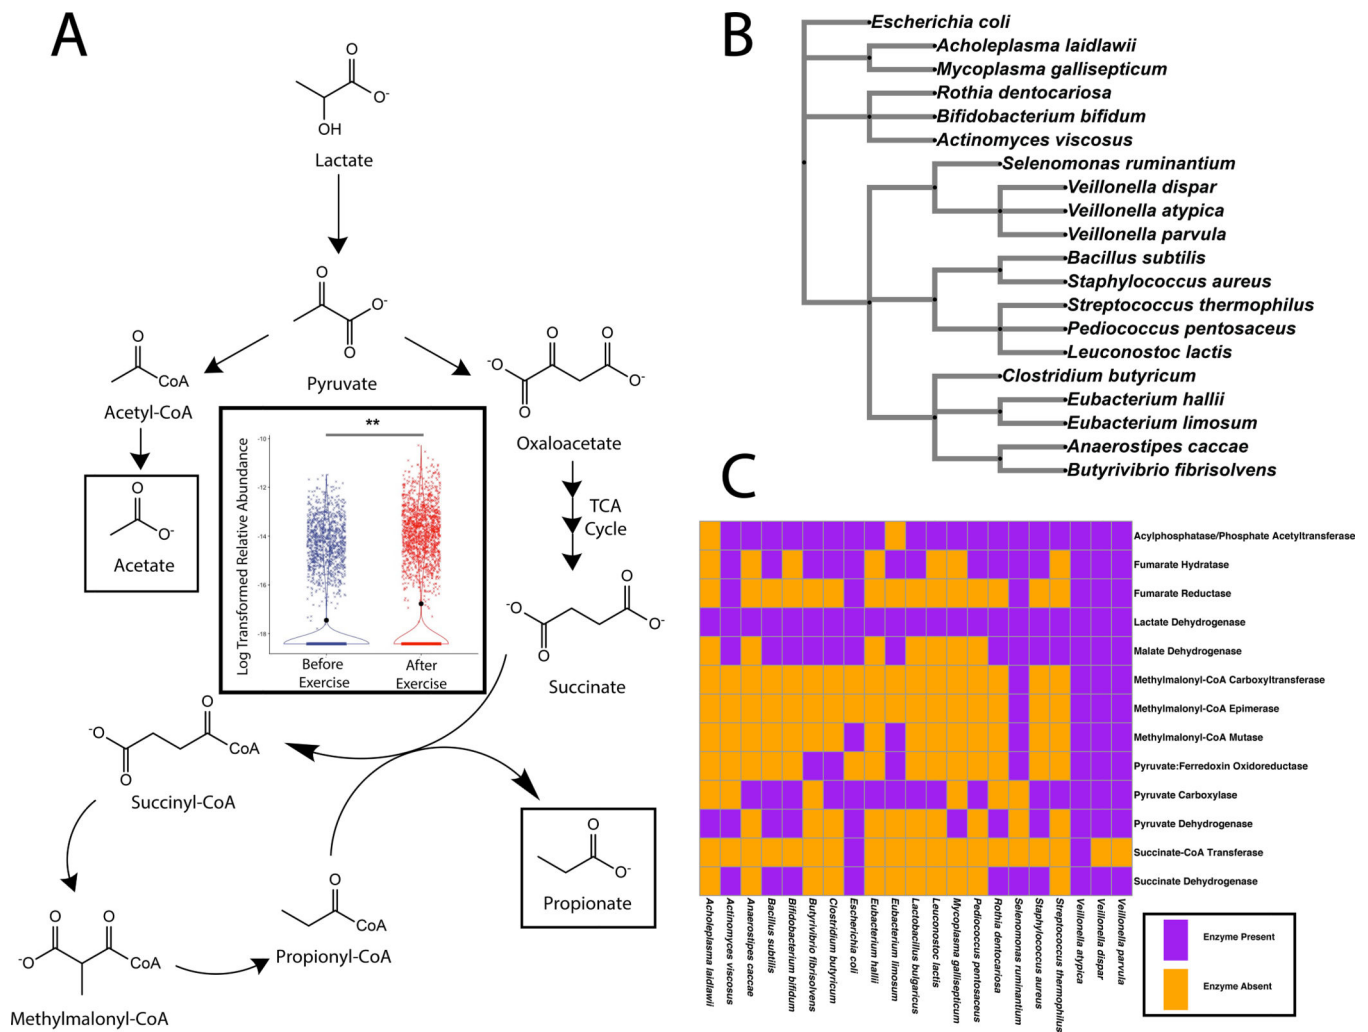 A
O
O-
OH
Lactate
O
O-
O
Pyruvate
O
CoA
Acetyl-CoA
O
O-
Acetate
-O
O
O
O-
O
Oxaloacetate
TCA
Cycle
-O
O
O
O-
Succinate
Log Transformed Relative Abundance
**
-10
-12
-14
-16
-18
Before
Exercise
After
Exercise
-O
O
O
CoA
Succinyl-CoA
O
O
-O
CoA
Methylmalonyl-CoA
O
CoA
Propionyl-CoA
O
O-
Propionate
B
Escherichia coli
Acholeplasma laidlawii
Mycoplasma gallisepticum
Rothia dentocariosa
Bifidobacterium bifidum
Actinomyces viscosus
Selenomonas ruminantium
Veillonella dispar
Veillonella atypica
Veillonella parvula
Bacillus subtilis
Staphylococcus aureus
Streptococcus thermophilus
Pediococcus pentosaceus
Leuconostoc lactis
Clostridium butyricum
Eubacterium hallii
Eubacterium limosum
Anaerostipes caccae
Butyrivibrio fibrisolvens
C
Acylphosphatase/Phosphate Acetyltransferase
Fumarate Hydratase
Fumarate Reductase
Lactate Dehydrogenase
Malate Dehydrogenase
Methylmalonyl-CoA Carboxyltransferase
Methylmalonyl-CoA Epimerase
Methylmalonyl-CoA Mutase
Pyruvate:Ferredoxin Oxidoreductase
Pyruvate Carboxylase
Pyruvate Dehydrogenase
Succinate-CoA Transferase
Succinate Dehydrogenase
Acholeplasma laidlawii
Actinomyces viscosus
Anaerostipes caccae
Bacillus subtilis
Bifidobacterium bifidum
Butyrivibrio fibrisolvens
Clostridium butyricum
Escherichia coli
Eubacterium hallii
Eubacterium limosum
Lactobacillus bulgaricus
Leuconostoc lactis
Mycoplasma gallisepticum
Pediococcus pentosaceus
Rothia dentocariosa
Selenomonas ruminantium
Staphylococcus aureus
Streptococcus thermophilus
Veillonella atypica
Veillonella dispar
Veillonella parvula
Enzyme Present
Enzyme Absent